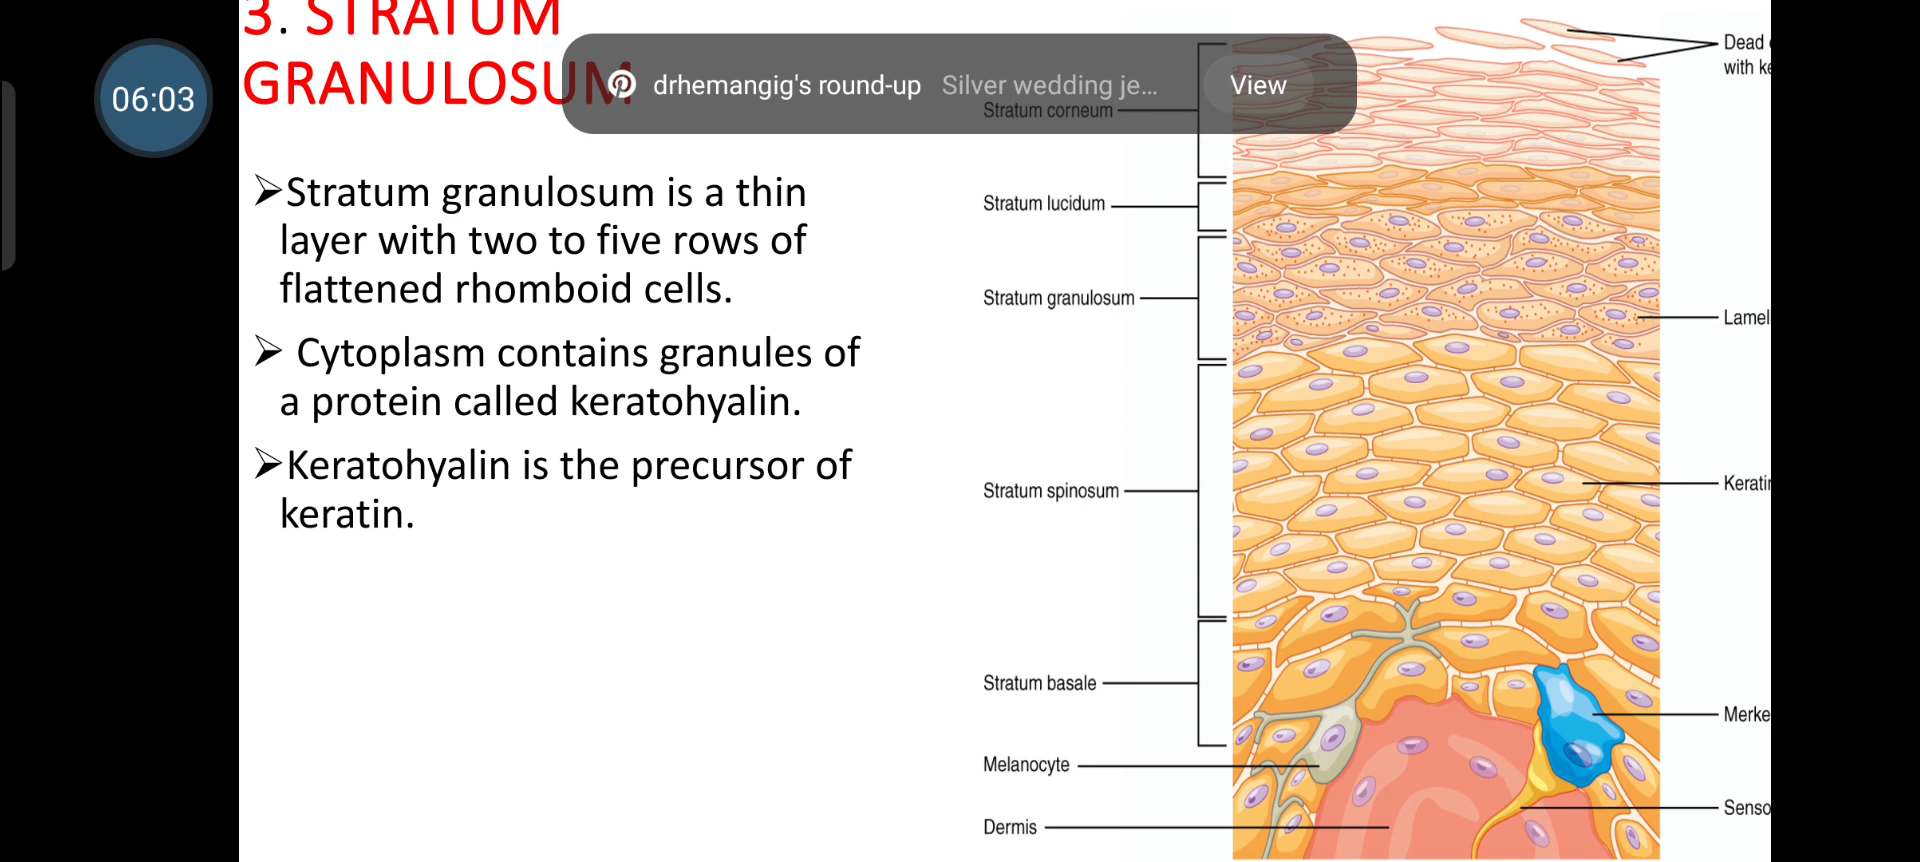 3. STRATUM
GRANULOSUM
06:03
drhemangig's round-up Silver wedding je... View
➢Stratum granulosum is a thin
layer with two to five rows of
flattened rhomboid cells.
➢ Cytoplasm contains granules of
a protein called keratohyalin.
➢Keratohyalin is the precursor of
keratin.
Stratum corneum
Stratum lucidum
Stratum granulosum
Stratum spinosum
Stratum basale
Melanocyte
Dermis
Dead
with ke
Lamel
Keratin
Merke
Senso